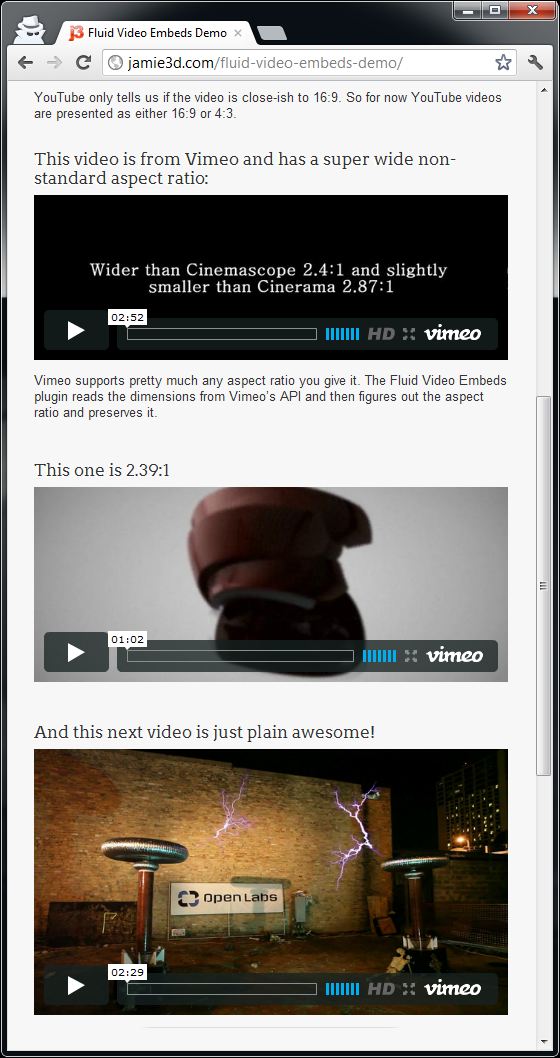 j3 Fluid Video Embeds Demo
jamie3d.com/fluid-video-embeds-demo/
YouTube only tells us if the video is close-ish to 16:9. So for now YouTube videos
are presented as either 16:9 or 4:3.
This video is from Vimeo and has a super wide non-
standard aspect ratio:
Wider than Cinemascope 2.4:1 and slightly
smaller than Cinerama 2.87:1
02:52
HD vimeo
Vimeo supports pretty much any aspect ratio you give it. The Fluid Video Embeds
plugin reads the dimensions from Vimeo's API and then figures out the aspect
ratio and preserves it.
This one is 2.39:1
01:02
vimeo
And this next video is just plain awesome!
Open Labs
02:29
HD vimeo